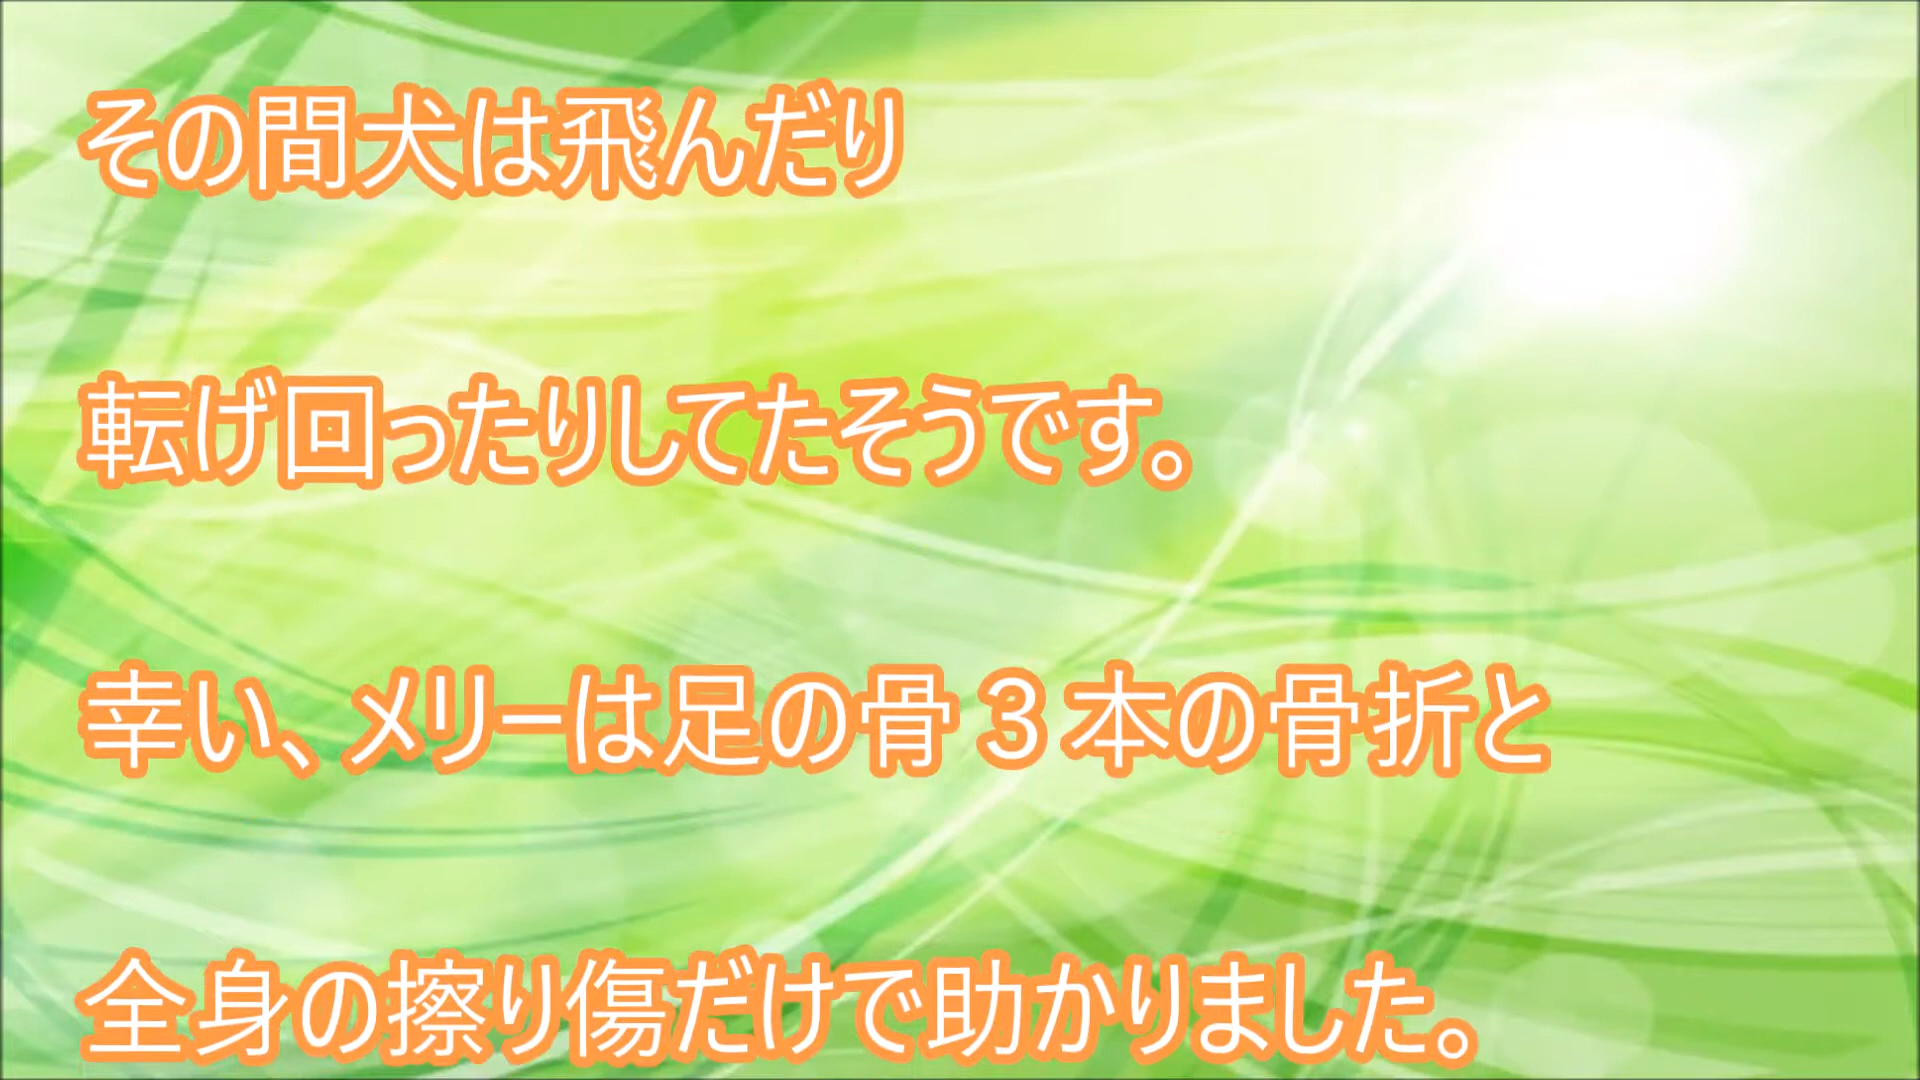 その間犬は飛んだり
転げ回ったりしてたそうです。
幸い、メリーは足の骨３本の骨折と
全身の擦り傷だけで助かりました。